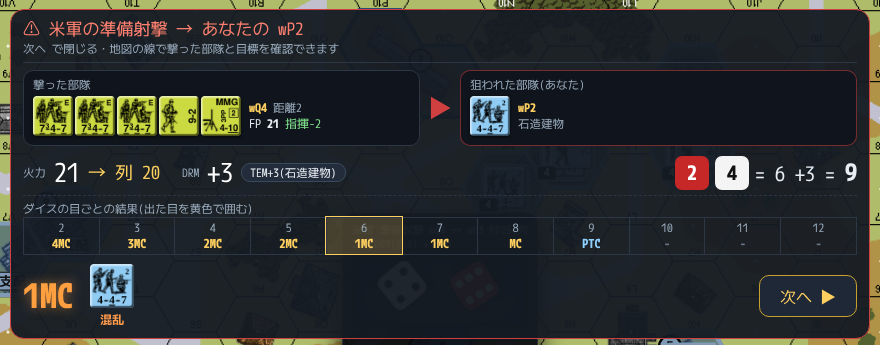 ⚠ 米軍の準備射撃 → あなたの wP2
次へ で閉じる・地図の線で撃った部隊と目標を確認できます
撃った部隊
狙われた部隊(あなた)
E
7³4-7
E
7³4-7
E
7³4-7
9-2
MMG
2
4-10
wQ4 距離2
FP 21 指揮-2
2
4-4-7
wP2
石造建物
火力 21 → 列 20 DRM +3 TEM+3(石造建物)
2 4 = 6 +3 = 9
ダイスの目ごとの結果(出た目を黄色で囲む)
2 3 4 5 6 7 8 9 10 11 12
4MC 3MC 2MC 2MC 1MC 1MC MC PTC - - -
1MC
2
4-4-7
混乱
次へ ▶